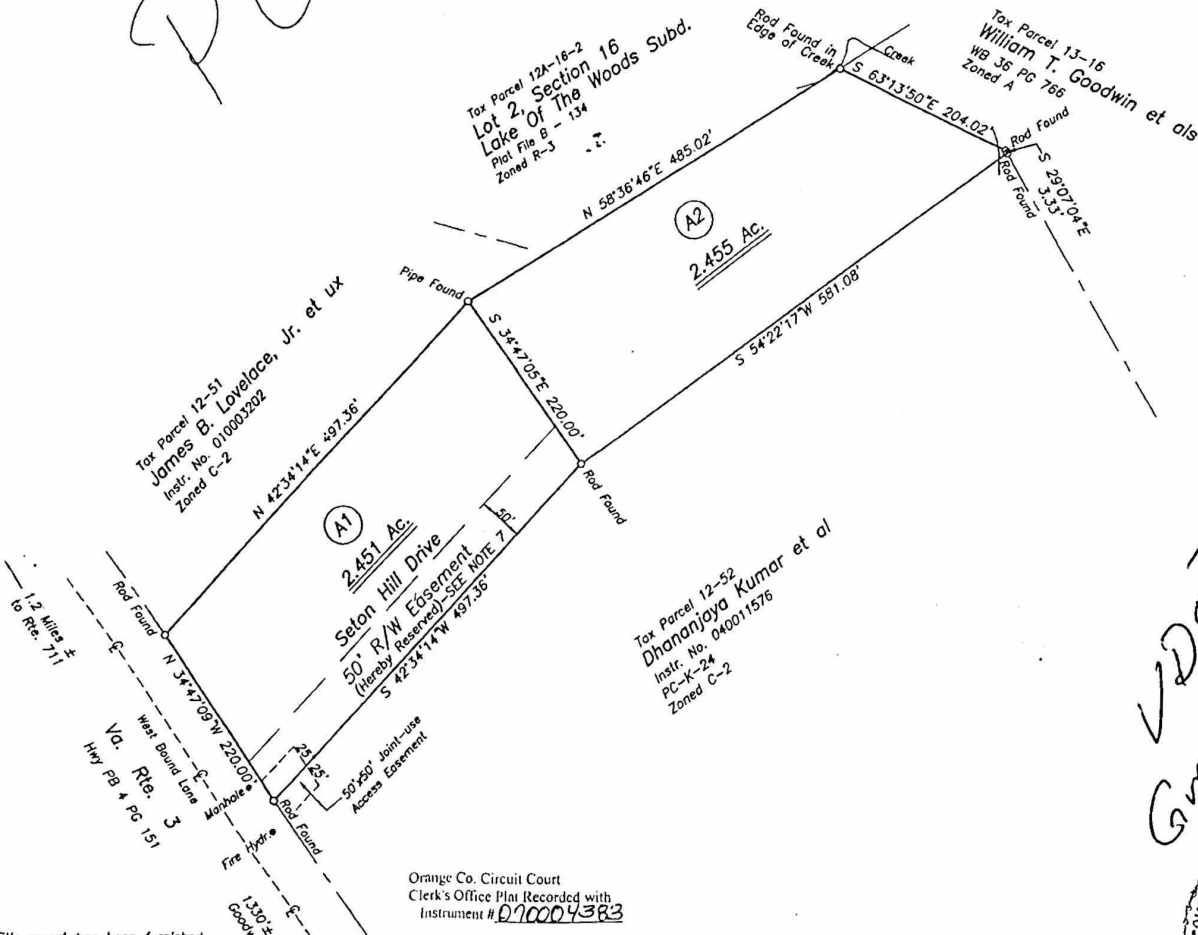 Tax Parcel 12A-16-2
Lot 2, Section 16
Lake Of The Woods Subd.
Plat File B - 134
Zoned R-3
Rod Found in
Edge of Creek
Creek
Tax Parcel 13-16
William T. Goodwin et als
WB 36 PG 766
Zoned A
S 63°13'50"E 204.02'
Rod Found
Rod Found
S 29°07'04"E
3.33'
N 58°36'46"E 485.02'
A2
2.455 Ac.
S 54°22'17"W 581.08'
Pipe Found
S 34°47'05"E 220.00'
Rod Found
Tax Parcel 12-51
James B. Lovelace, Jr. et ux
Instr. No. 010003202
Zoned C-2
N 42°34'14"E 497.36'
A1
2.451 Ac.
Seton Hill Drive
50' R/W Easement
(Hereby Reserved)-SEE NOTE 7
50'
S 42°34'14"W 497.36'
Tax Parcel 12-52
Dhananjaya Kumar et al
Instr. No. 040011576
PC-K-24
Zoned C-2
Rod Found
N 34°47'09"W 220.00'
1.2 Miles ±
to Rte. 711
West Bound Lane
Va. Rte. 3
Hwy PB 4 PG 151
Manhole
25'
25'
50'x50' Joint-use
Access Easement
Rod Found
Fire Hydr.
1330'±
Orange Co. Circuit Court
Clerk's Office Plat Recorded with
Instrument # 070004383